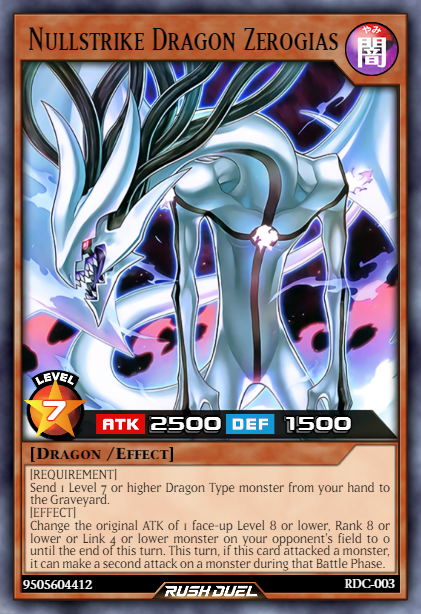 Nullstrike Dragon Zerogias
やみ
闇
LEVEL
7
ATK 2500 DEF 1500
[Dragon /Effect]
[REQUIREMENT]
Send 1 Level 7 or higher Dragon Type monster from your hand to
the Graveyard.
[EFFECT]
Change the original ATK of 1 face-up Level 8 or lower, Rank 8 or
lower or Link 4 or lower monster on your opponent's field to 0
until the end of this turn. This turn, if this card attacked a monster,
it can make a second attack on a monster during that Battle Phase.
9505604412
RUSH DUEL
RDC-003